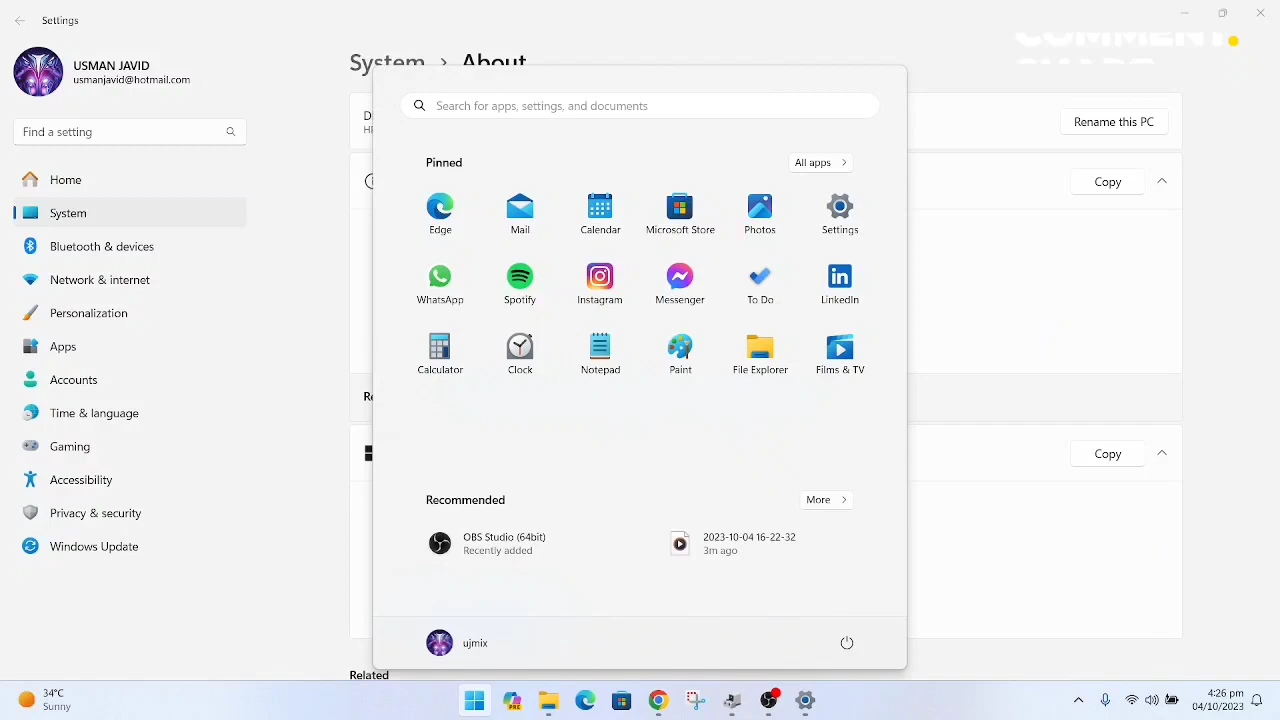 Settings
USMAN JAVID
usmanjavid@hotmail.com
Find a setting
Home
System
Bluetooth & devices
Network & internet
Personalization
Apps
Accounts
Time & language
Gaming
Accessibility
Privacy & security
Windows Update
System > About
Rename this PC
Copy
Copy
Related
Search for apps, settings, and documents
Pinned
All apps >
Edge
Mail
Calendar
Microsoft Store
Photos
Settings
WhatsApp
Spotify
Instagram
Messenger
To Do
LinkedIn
Calculator
Clock
Notepad
Paint
File Explorer
Films & TV
Recommended
More >
OBS Studio (64bit)
Recently added
2023-10-04 16-22-32
3m ago
ujmix
34°C
Sunny
PRE
4:26 pm
04/10/2023